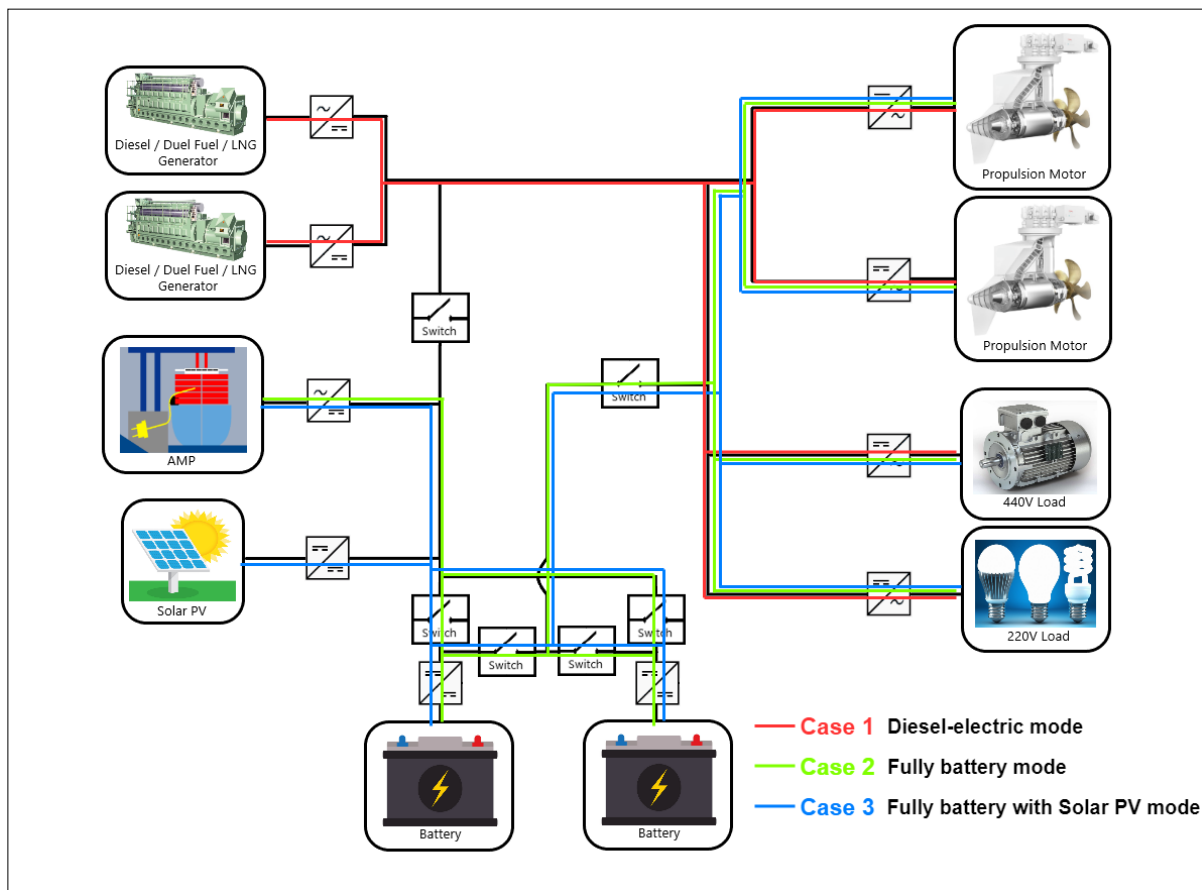 Diesel / Duel Fuel / LNG
Generator
Propulsion Motor
Diesel / Duel Fuel / LNG
Generator
Switch
Propulsion Motor
Switch
AMP
440V Load
Solar PV
Switch
Switch
Switch
Switch
220V Load
Case 1 Diesel-electric mode
Case 2 Fully battery mode
Case 3 Fully battery with Solar PV mode
Battery
Battery